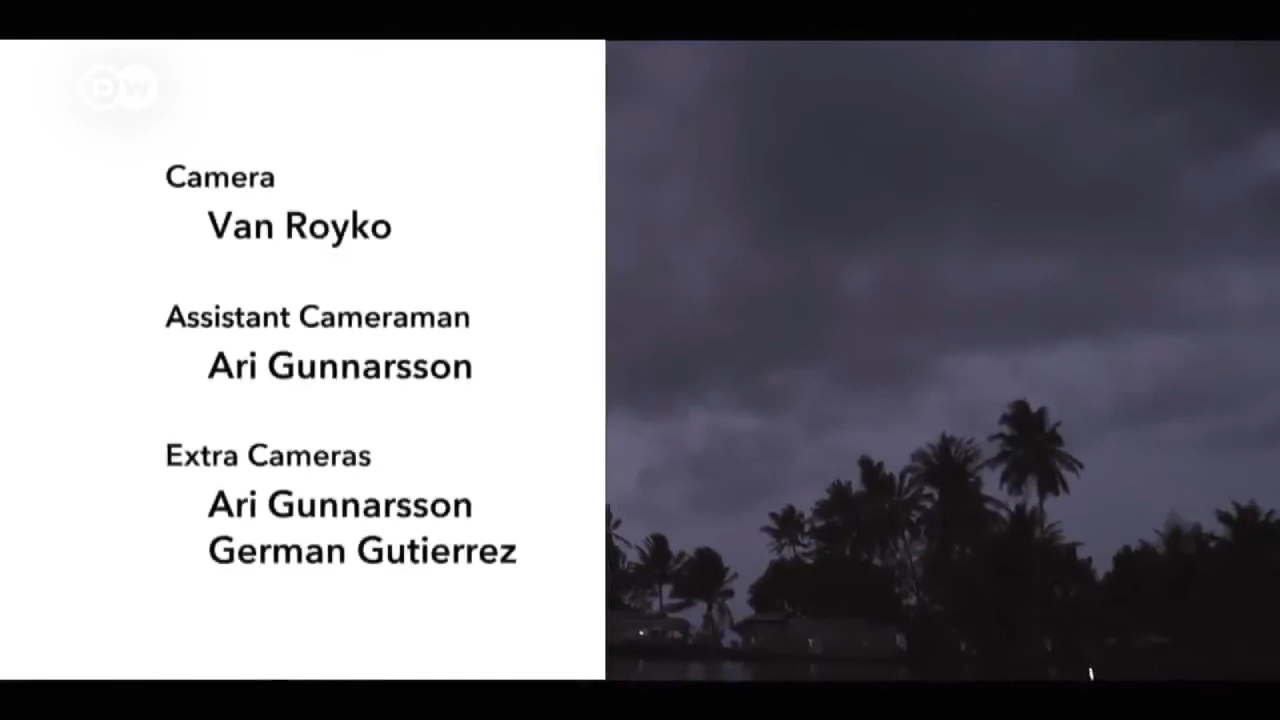 DW
Camera
Van Royko
Assistant Cameraman
Ari Gunnarsson
Extra Cameras
Ari Gunnarsson
German Gutierrez